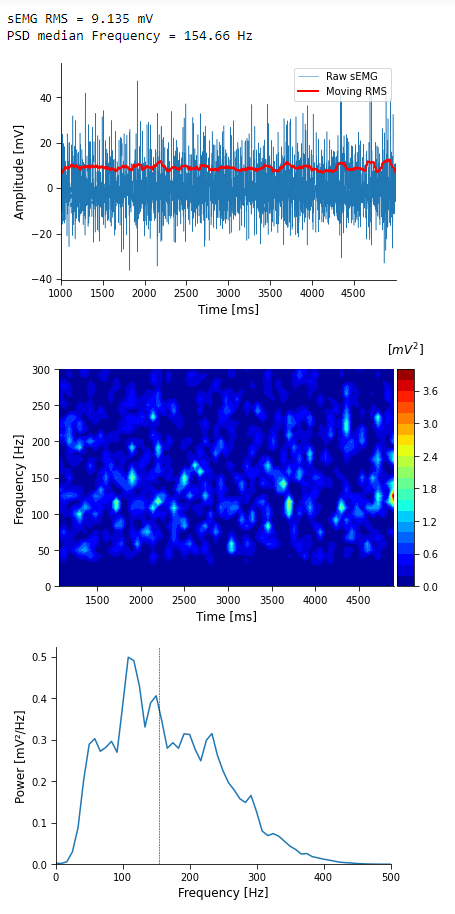 sEMG RMS = 9.135 mV
PSD median Frequency = 154.66 Hz
Raw sEMG
Moving RMS
40
20
0
−20
−40
Amplitude [mV]
1000 1500 2000 2500 3000 3500 4000 4500
Time [ms]
[mV²]
300
250
200
150
100
50
0
Frequency [Hz]
3.6
3.0
2.4
1.8
1.2
0.6
0.0
1500 2000 2500 3000 3500 4000 4500
Time [ms]
0.5
0.4
0.3
0.2
0.1
0.0
Power [mV²/Hz]
0 100 200 300 400 500
Frequency [Hz]